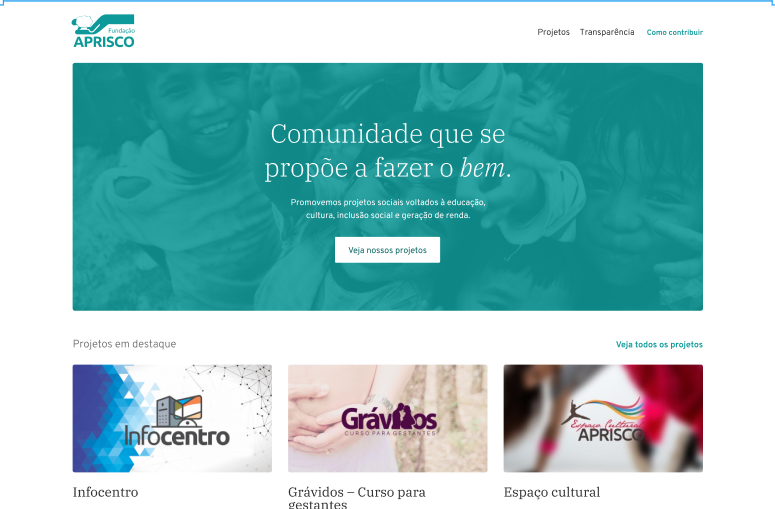 Fundação
APRISCO
Projetos Transparência Como contribuir
Comunidade que se
propõe a fazer o bem.
Promovemos projetos sociais voltados à educação,
cultura, inclusão social e geração de renda.
Veja nossos projetos
Projetos em destaque
Veja todos os projetos
Infocentro
Grávidos
CURSO PARA GESTANTES
Espaço Cultural
APRISCO
Infocentro
Grávidos – Curso para
gestantes
Espaço cultural